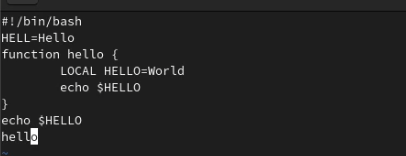 #!/bin/bash
HELL=Hello
function hello {
        LOCAL HELLO=World
        echo $HELLO
}
echo $HELLO
hello
~